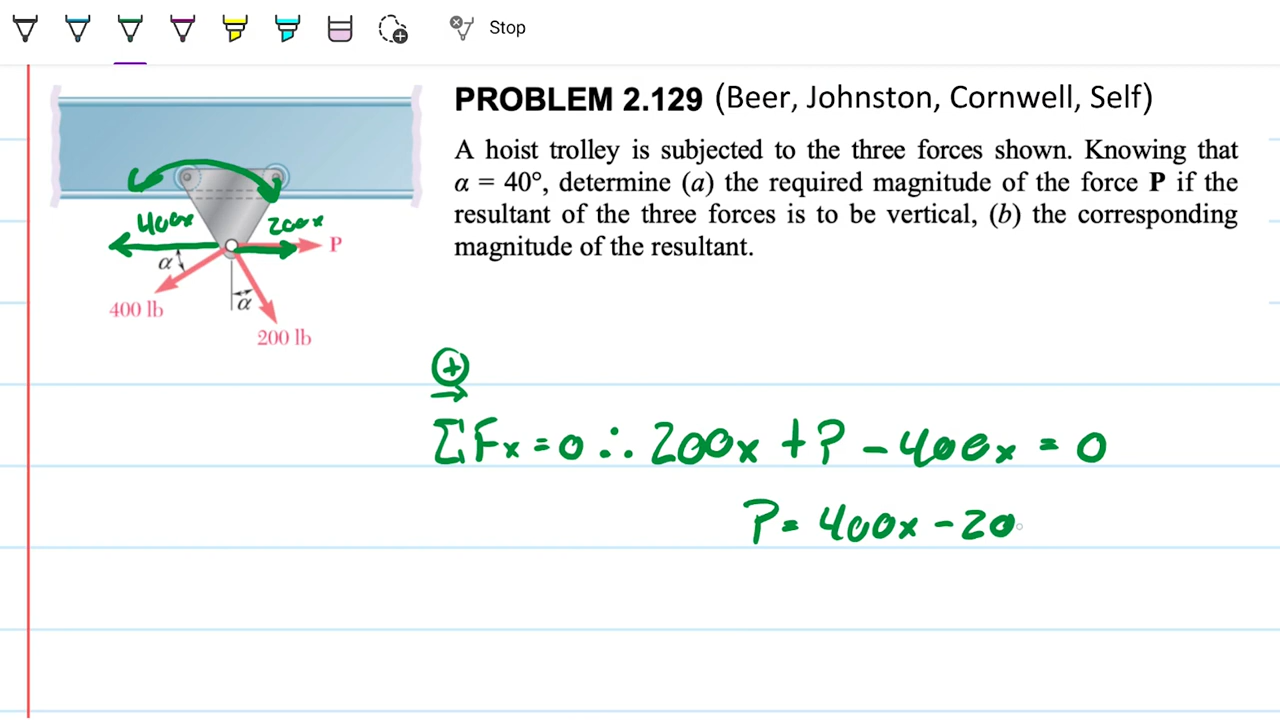 Stop
PROBLEM 2.129 (Beer, Johnston, Cornwell, Self)
A hoist trolley is subjected to the three forces shown. Knowing that
α = 40°, determine (a) the required magnitude of the force P if the
resultant of the three forces is to be vertical, (b) the corresponding
magnitude of the resultant.
400x
200x
P
α
400 lb
α
200 lb
+
→
ΣFx = 0 ∴ 200x + P - 400x = 0
P = 400x - 20